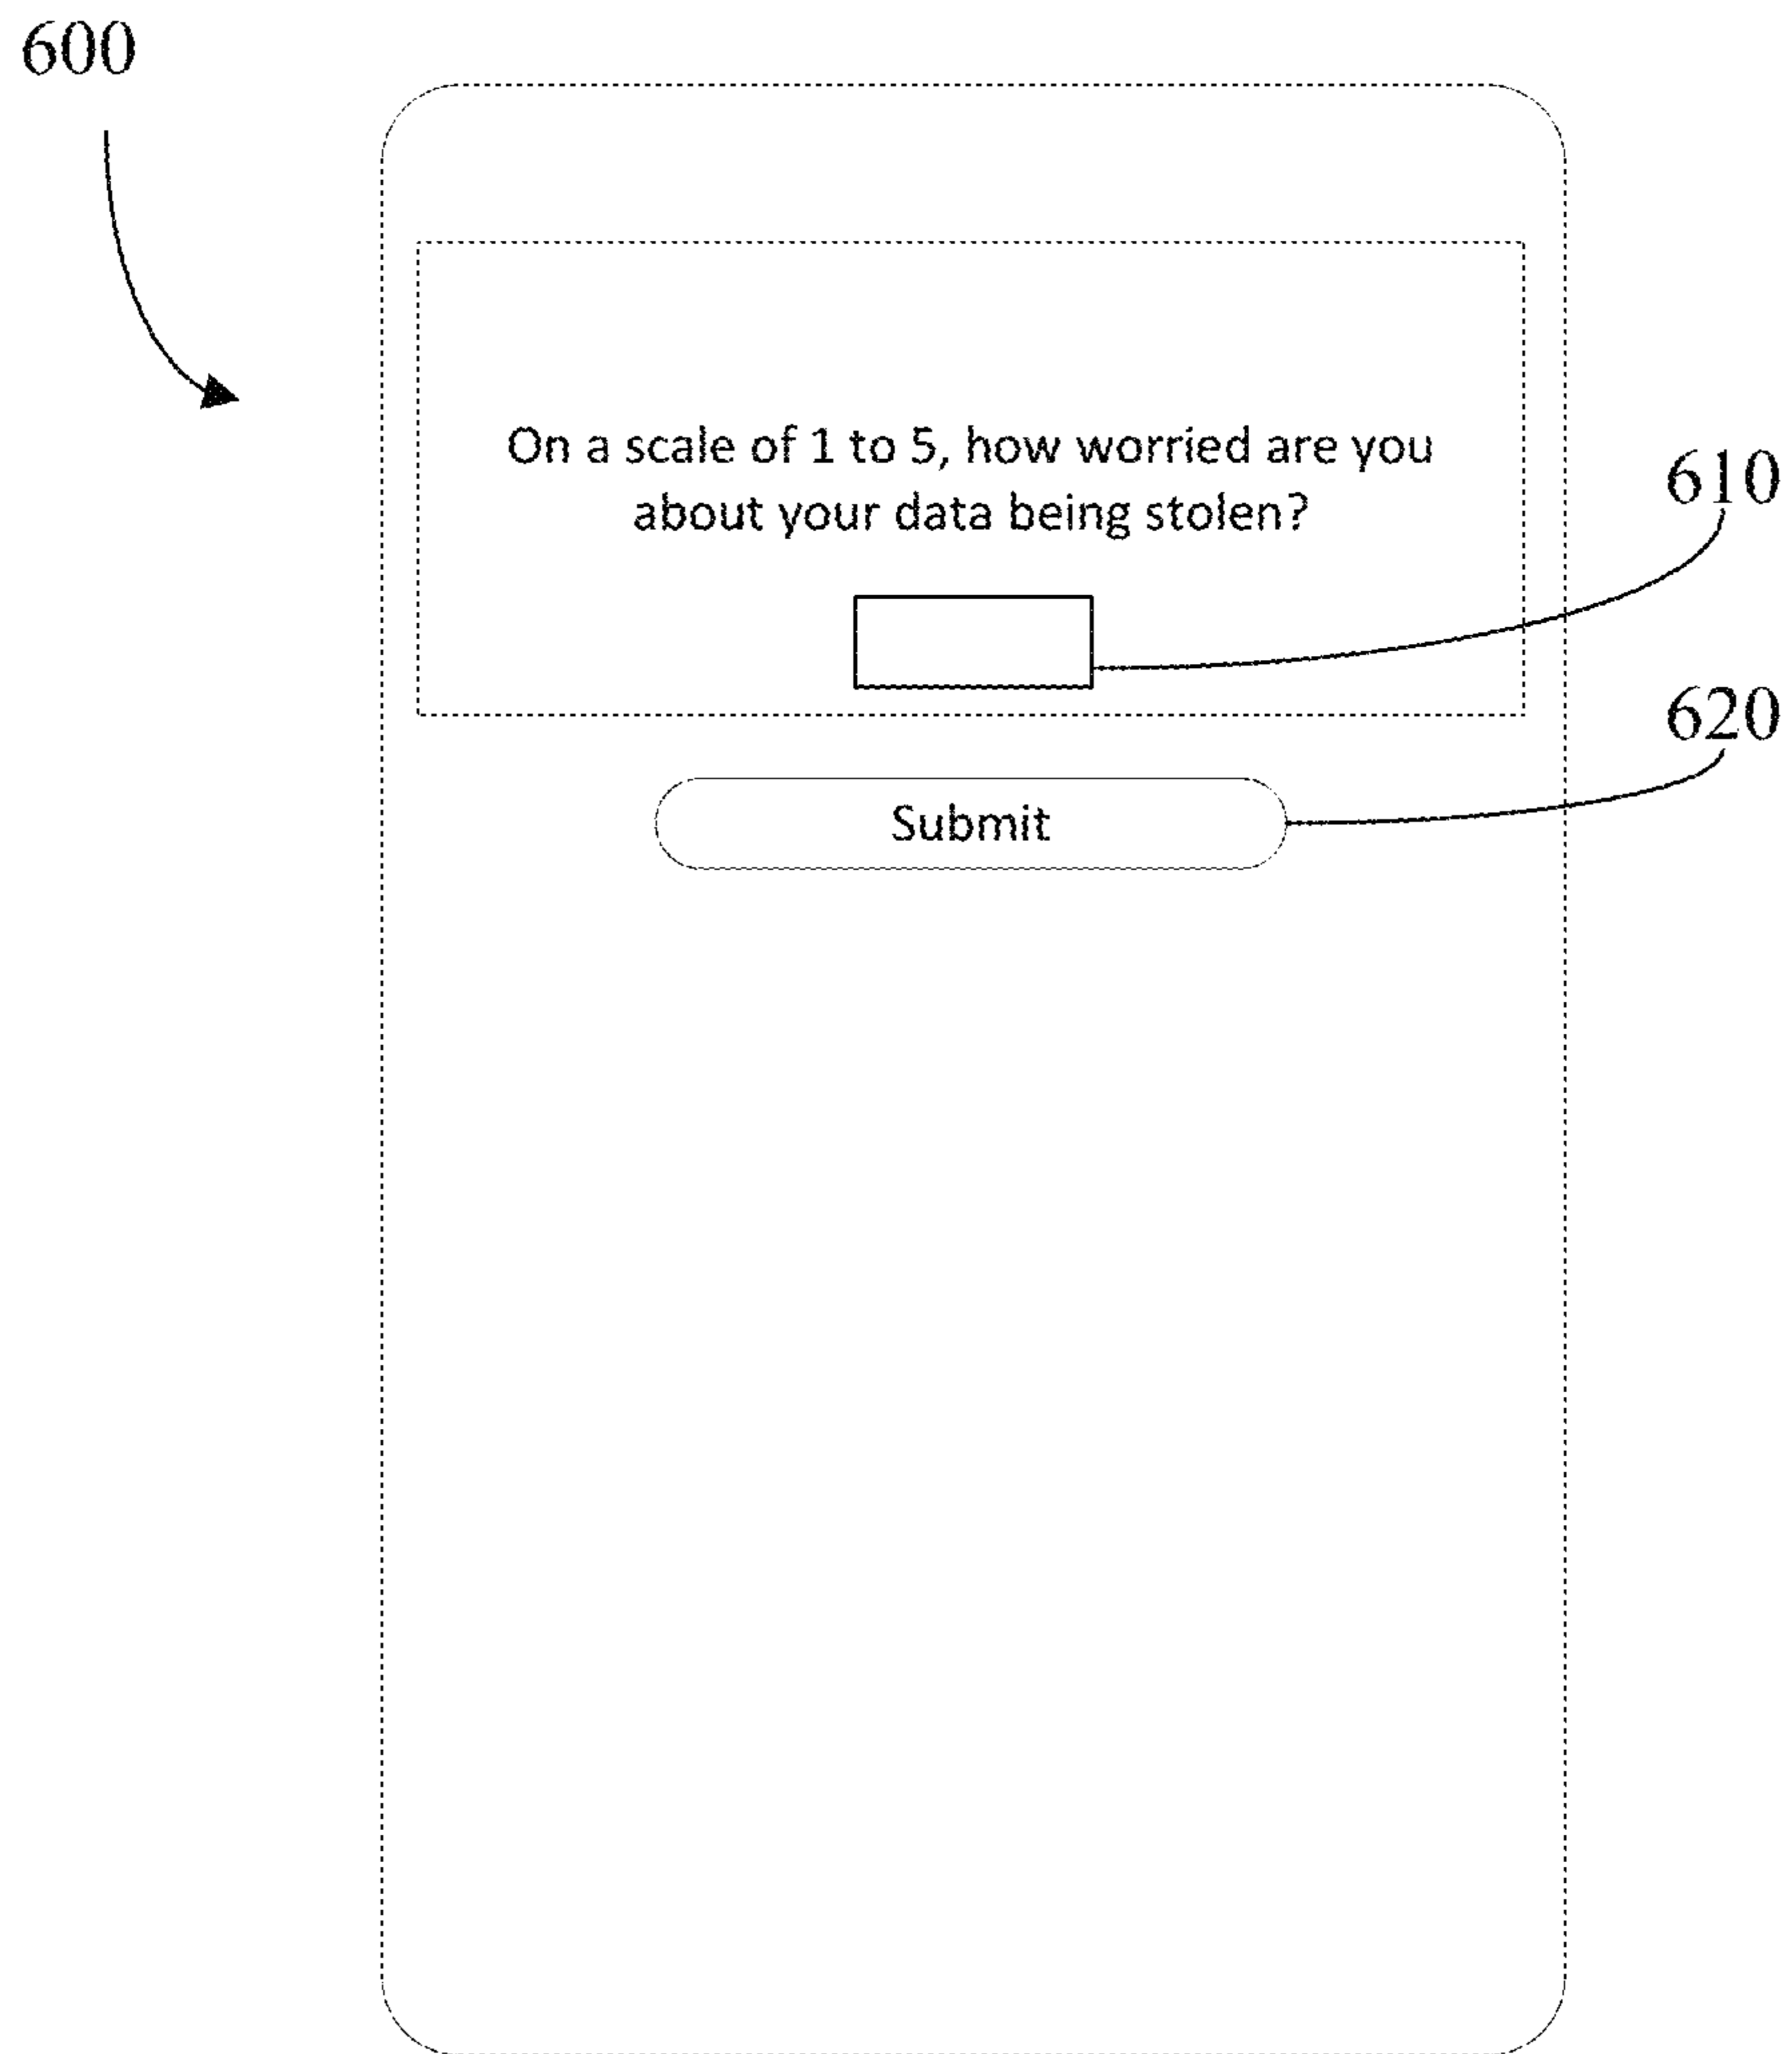 600
On a scale of 1 to 5, how worried are you
about your data being stolen?
610
620
Submit